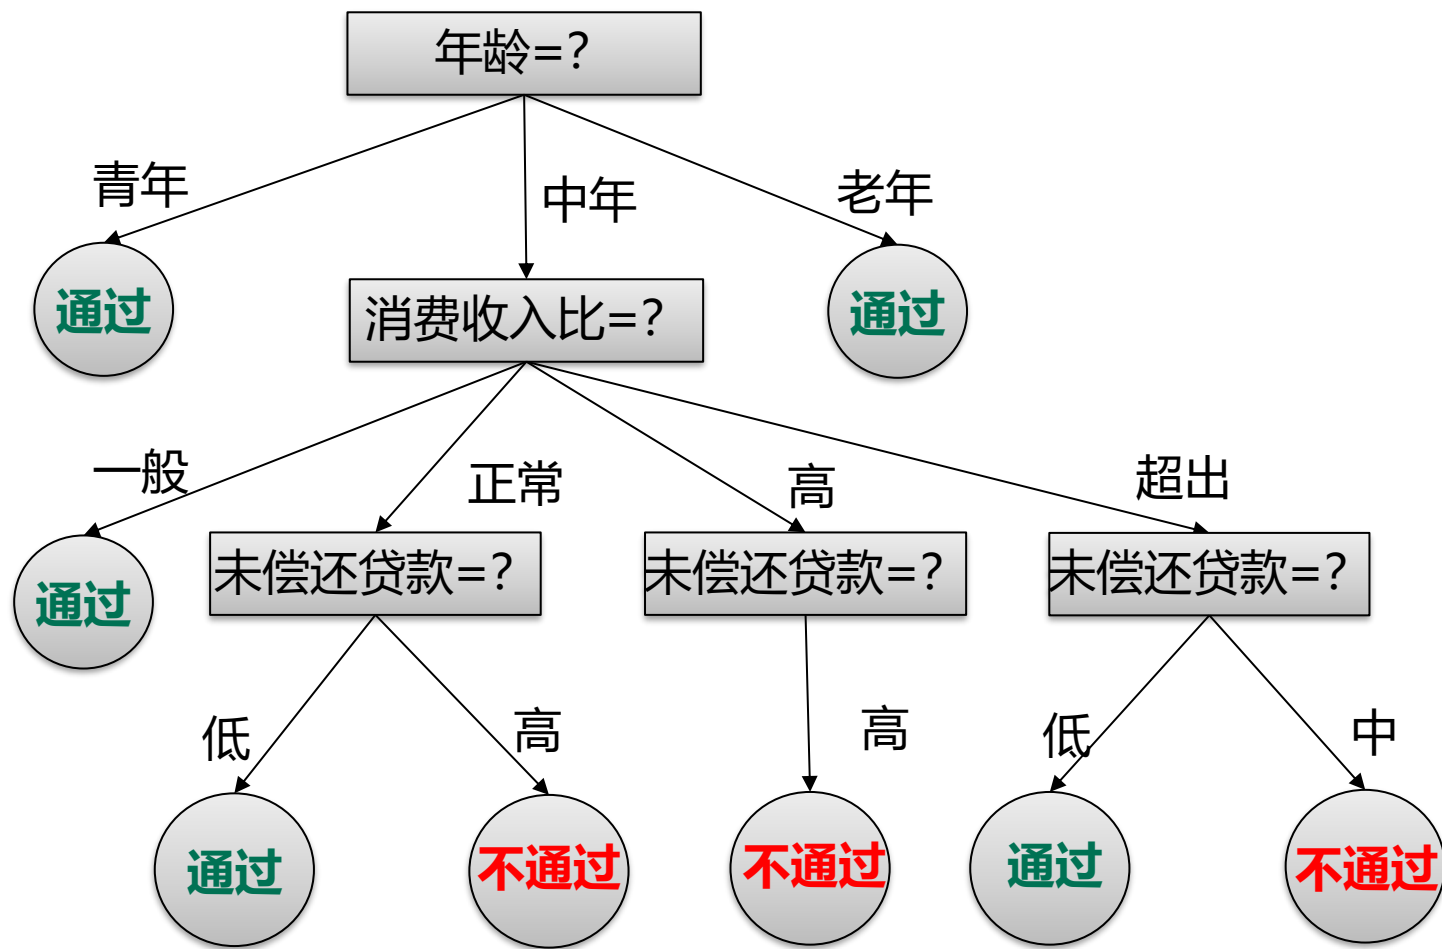 年龄=?
青年
中年
老年
通过
消费收入比=?
通过
一般
正常
高
超出
通过
未偿还贷款=?
未偿还贷款=?
未偿还贷款=?
低
高
高
低
中
通过
不通过
不通过
通过
不通过